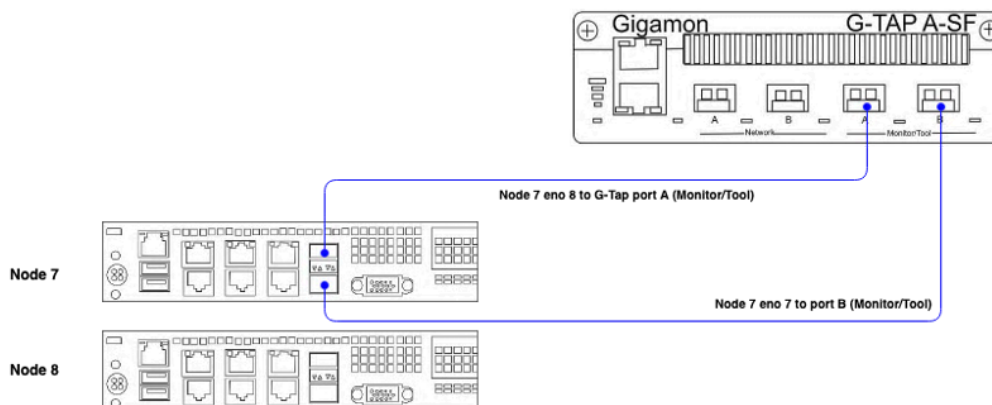 Gigamon G-TAP A-SF
A B A B
Network Monitor/Tool
Node 7 eno 8 to G-Tap port A (Monitor/Tool)
Node 7
Node 7 eno 7 to port B (Monitor/Tool)
Node 8